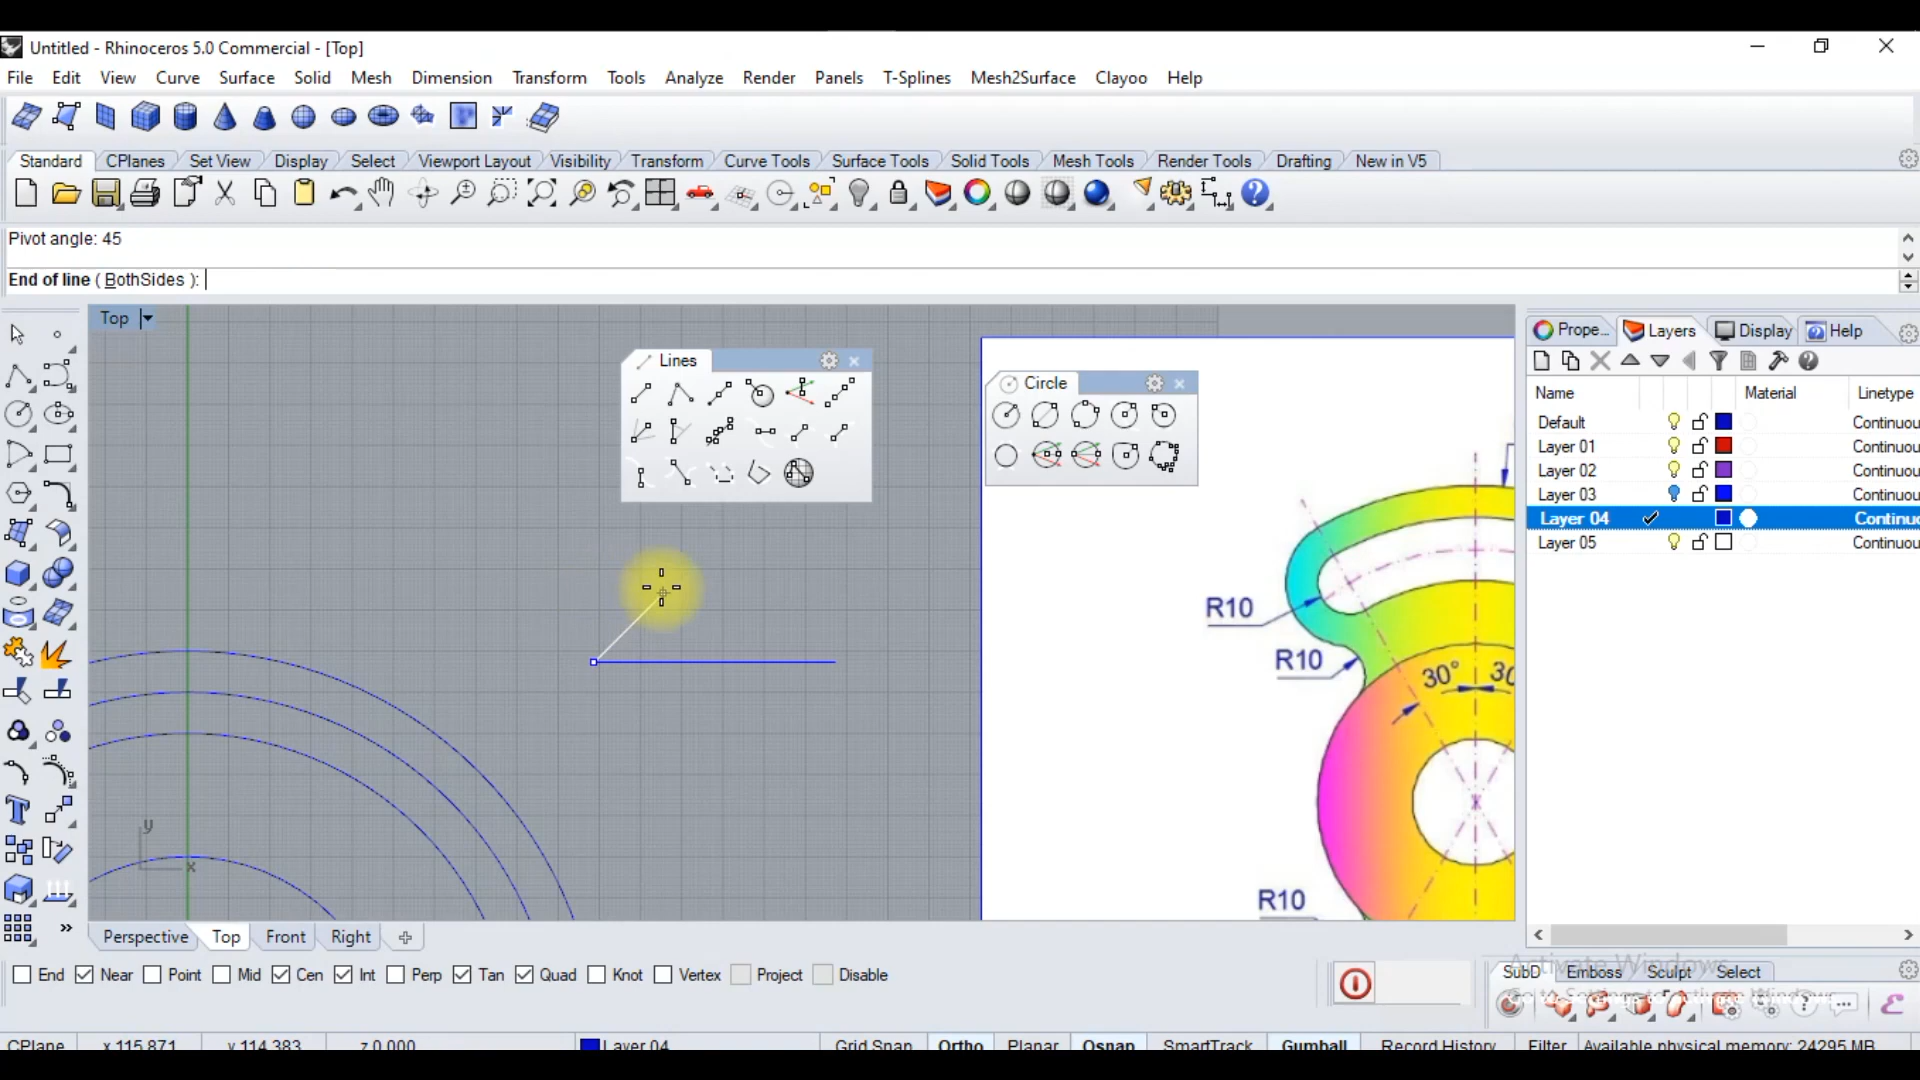 Untitled - Rhinoceros 5.0 Commercial - [Top]
File Edit View Curve Surface Solid Mesh Dimension Transform Tools Analyze Render Panels T-Splines Mesh2Surface Clayoo Help
Standard CPlanes Set View Display Select Viewport Layout Visibility Transform Curve Tools Surface Tools Solid Tools Mesh Tools Render Tools Drafting New in V5
Pivot angle: 45
End of line ( BothSides ):
Top
Lines
Circle
R10
R10
30°
R10
y
x
Prope... Layers Display Help
Name Material Linetype
Default Continuou
Layer 01 Continuou
Layer 02 Continuou
Layer 03 Continuou
Layer 04 Continuo
Layer 05 Continuou
Perspective Top Front Right
End Near Point Mid Cen Int Perp Tan Quad Knot Vertex Project Disable
Activate Windows
SubD Emboss Sculpt Select
CPlane x 115.871 y 114.383 z 0.000 Layer 04 Grid Snap Ortho Planar Osnap SmartTrack Gumball Record History Filter Available physical memory: 24295 MB